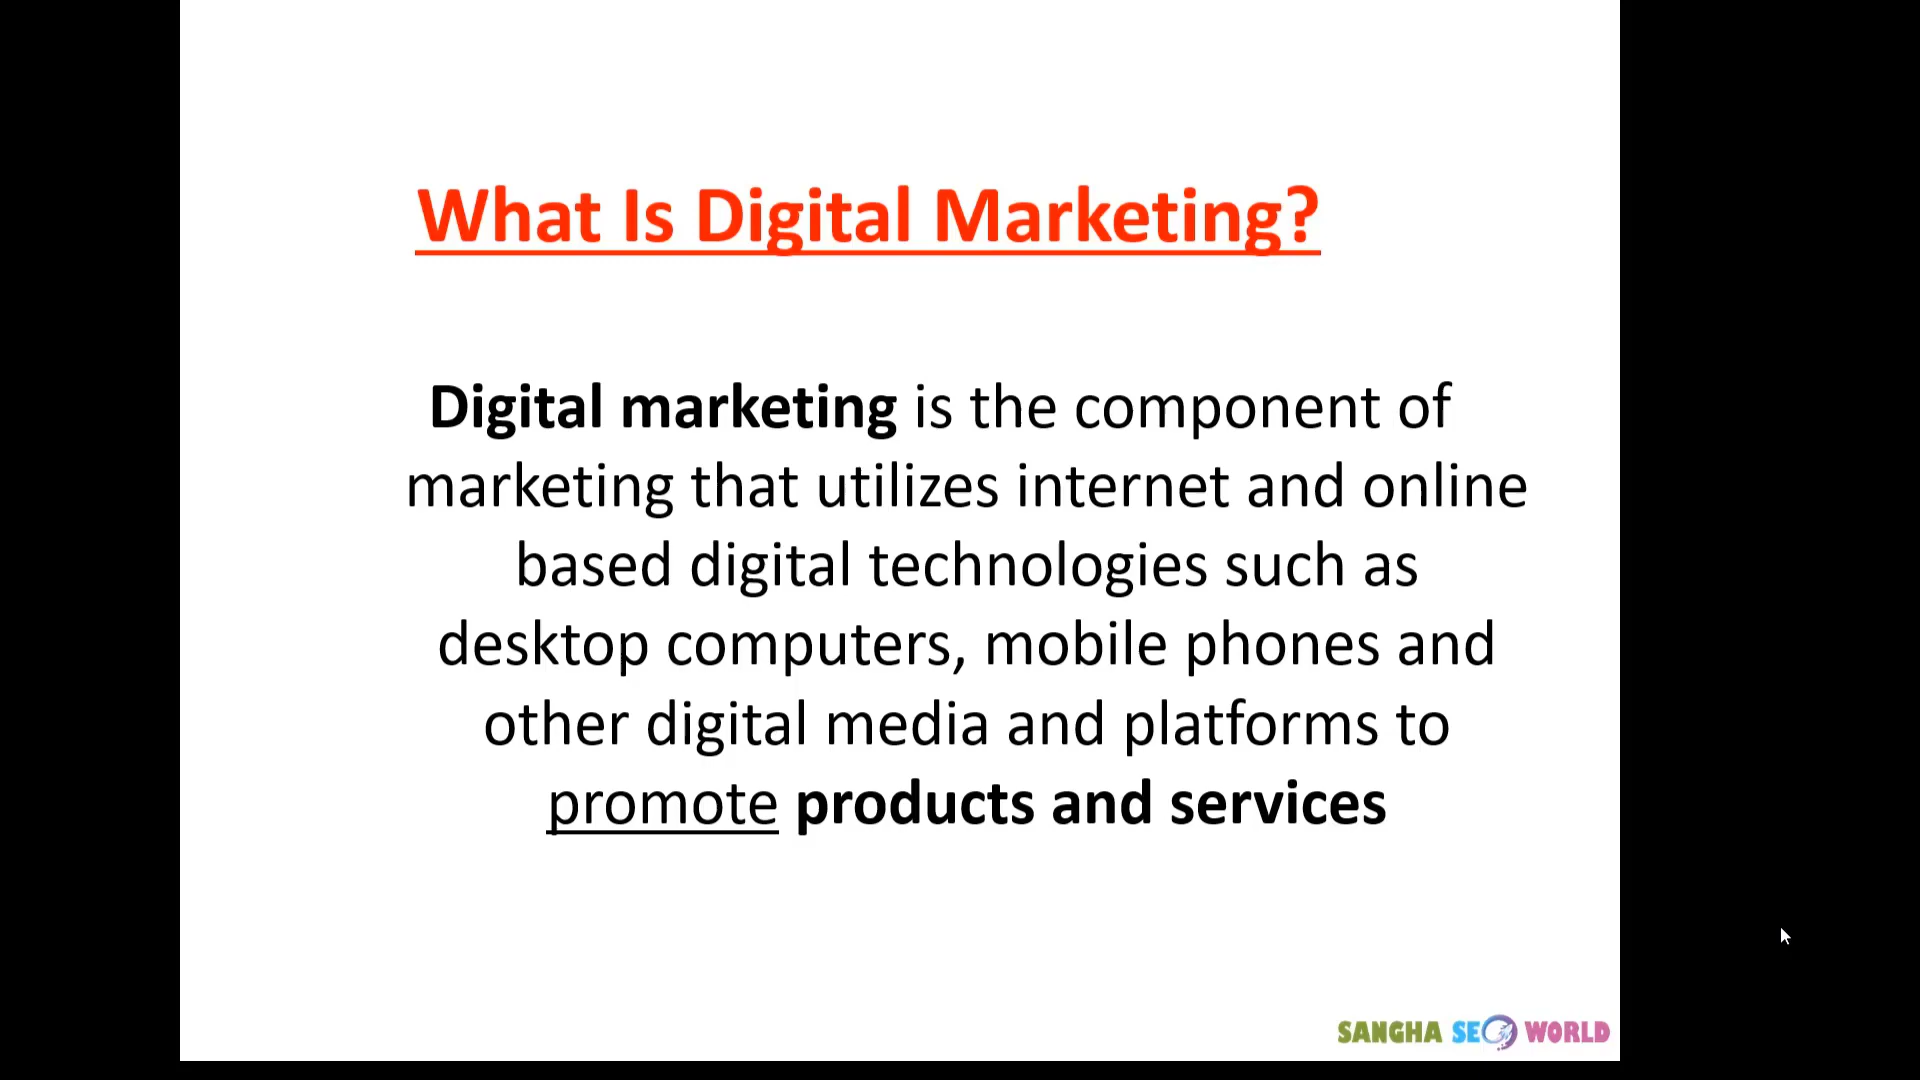 What Is Digital Marketing?
Digital marketing is the component of
marketing that utilizes internet and online
based digital technologies such as
desktop computers, mobile phones and
other digital media and platforms to
promote products and services
SANGHA SEO WORLD